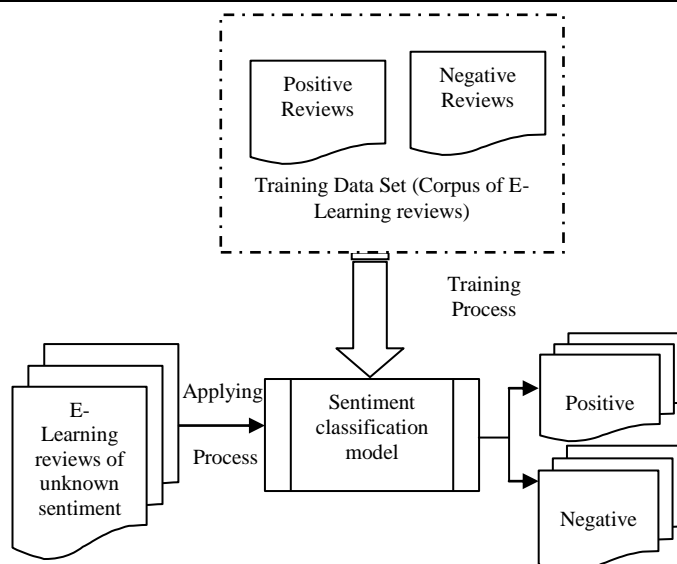 Positive
Reviews
Negative
Reviews
Training Data Set (Corpus of E-
Learning reviews)
Training
Process
E-
Learning
reviews of
unknown
sentiment
Applying
Process
Sentiment
classification
model
Positive
Negative